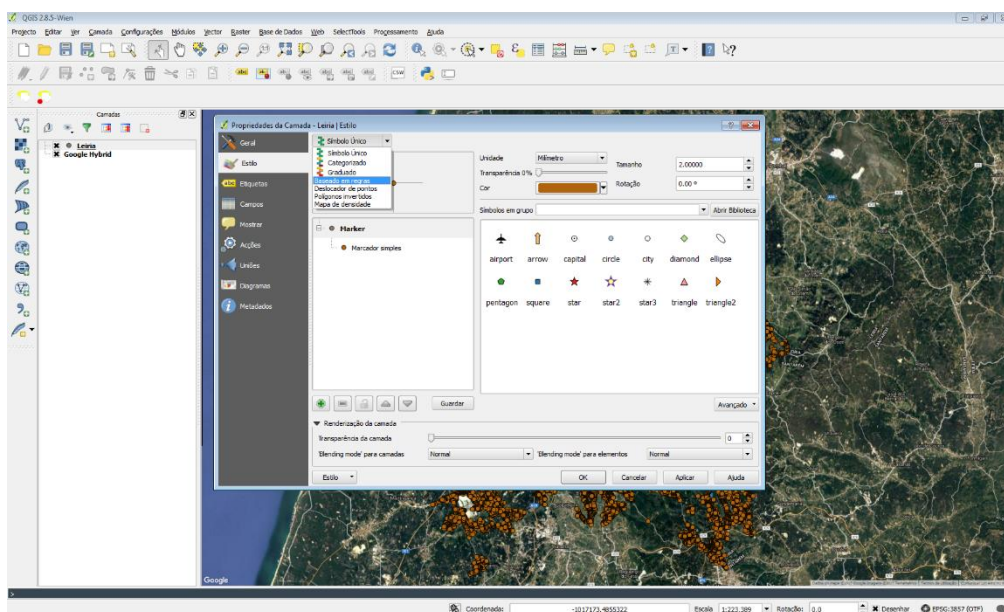 QGIS 2.8.5-Wien
Projecto Editar Ver Camada Configurações Módulos Vector Raster Base de Dados Web SelectTools Processamento Ajuda
CSW
Camadas
Leiria
Google Hybrid
Propriedades da Camada - Leiria | Estilo
Geral
Estilo
Etiquetas
Campos
Mostrar
Acções
Uniões
Diagramas
Metadados
Símbolo Único
Símbolo Único
Categorizado
Graduado
Baseado em regras
Deslocador de pontos
Polígonos invertidos
Mapa de densidade
Unidade Milímetro Tamanho 2.00000
Transparência 0%
Cor Rotação 0.00 °
Símbolos em grupo Abrir Biblioteca
Marker
Marcador simples
airport arrow capital circle city diamond ellipse
pentagon square star star2 star3 triangle triangle2
Guardar
Avançado
Renderização da camada
Transparência da camada 0
'Blending mode' para camadas Normal 'Blending mode' para elementos Normal
Estilo OK Cancelar Aplicar Ajuda
Google
Coordenada: -1017173.4855322 Escala 1:223.389 Rotação: 0.0 Desenhar EPSG:3857 (OTF)